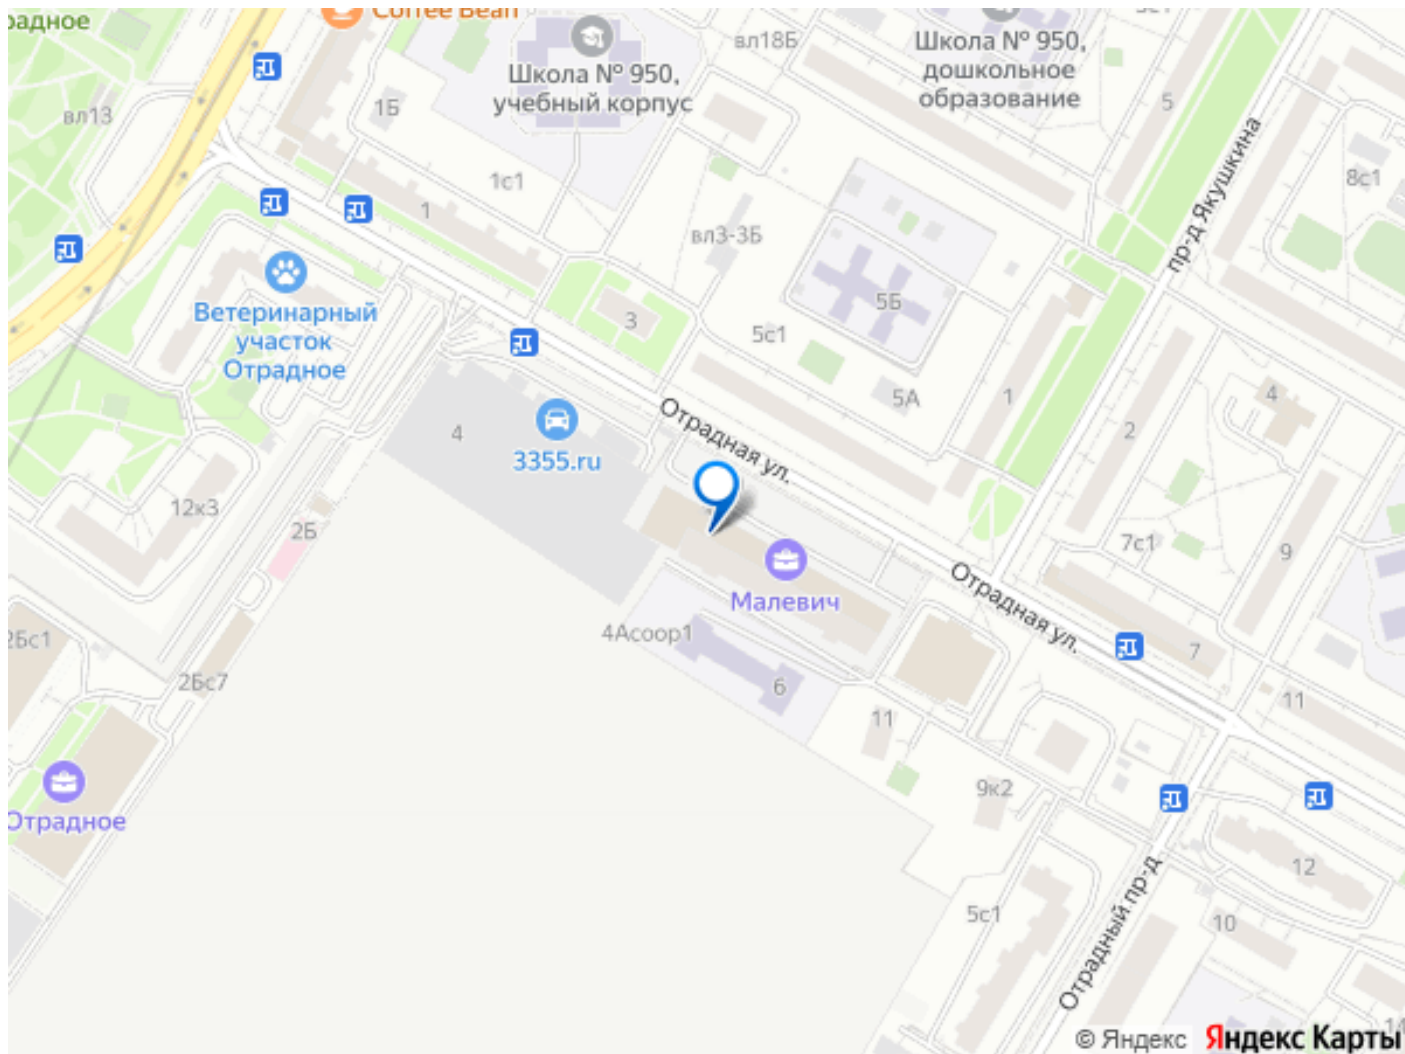 радное
Coffee Bean
вл18Б
Школа № 950,
дошкольное
образование
Школа № 950,
учебный корпус
1Б
вл13
5
пр-д Якушкина
8с1
1с1
1
вл3-3Б
5Б
Ветеринарный
участок
Отрадное
3
5с1
5А
1
4
2
4
3355.ru
Отрадная ул.
12к3
2Б
7с1
9
Малевич
Отрадная ул.
4Асоор1
2Бс1
7
2Бс7
6
11
11
9к2
Отрадное
12
5с1
10
Отрадный пр-д
14
© Яндекс
Яндекс Карты